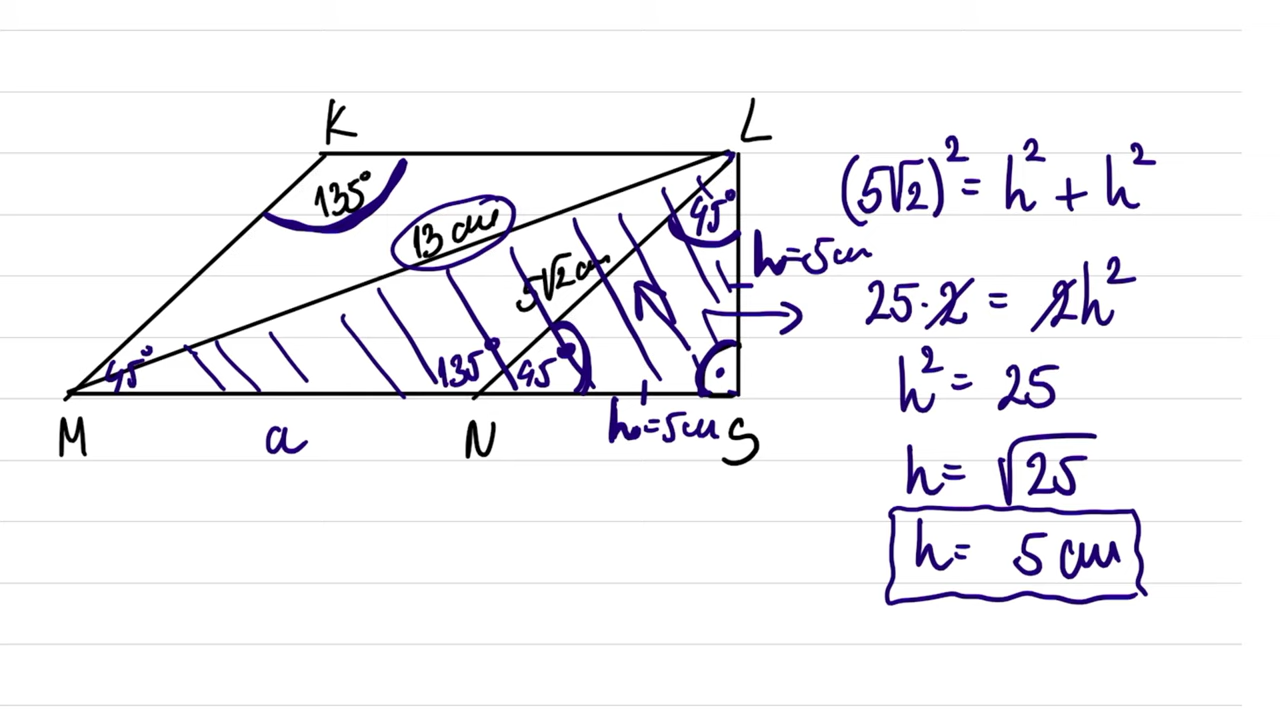 K
L
135°
13 cm
45°
5√2 cm
h=5cm
45°
135°
45°
h=5cm
M
a
N
S
(5√2)² = h² + h²
25·2 = 2h²
h² = 25
h= √25
h= 5 cm